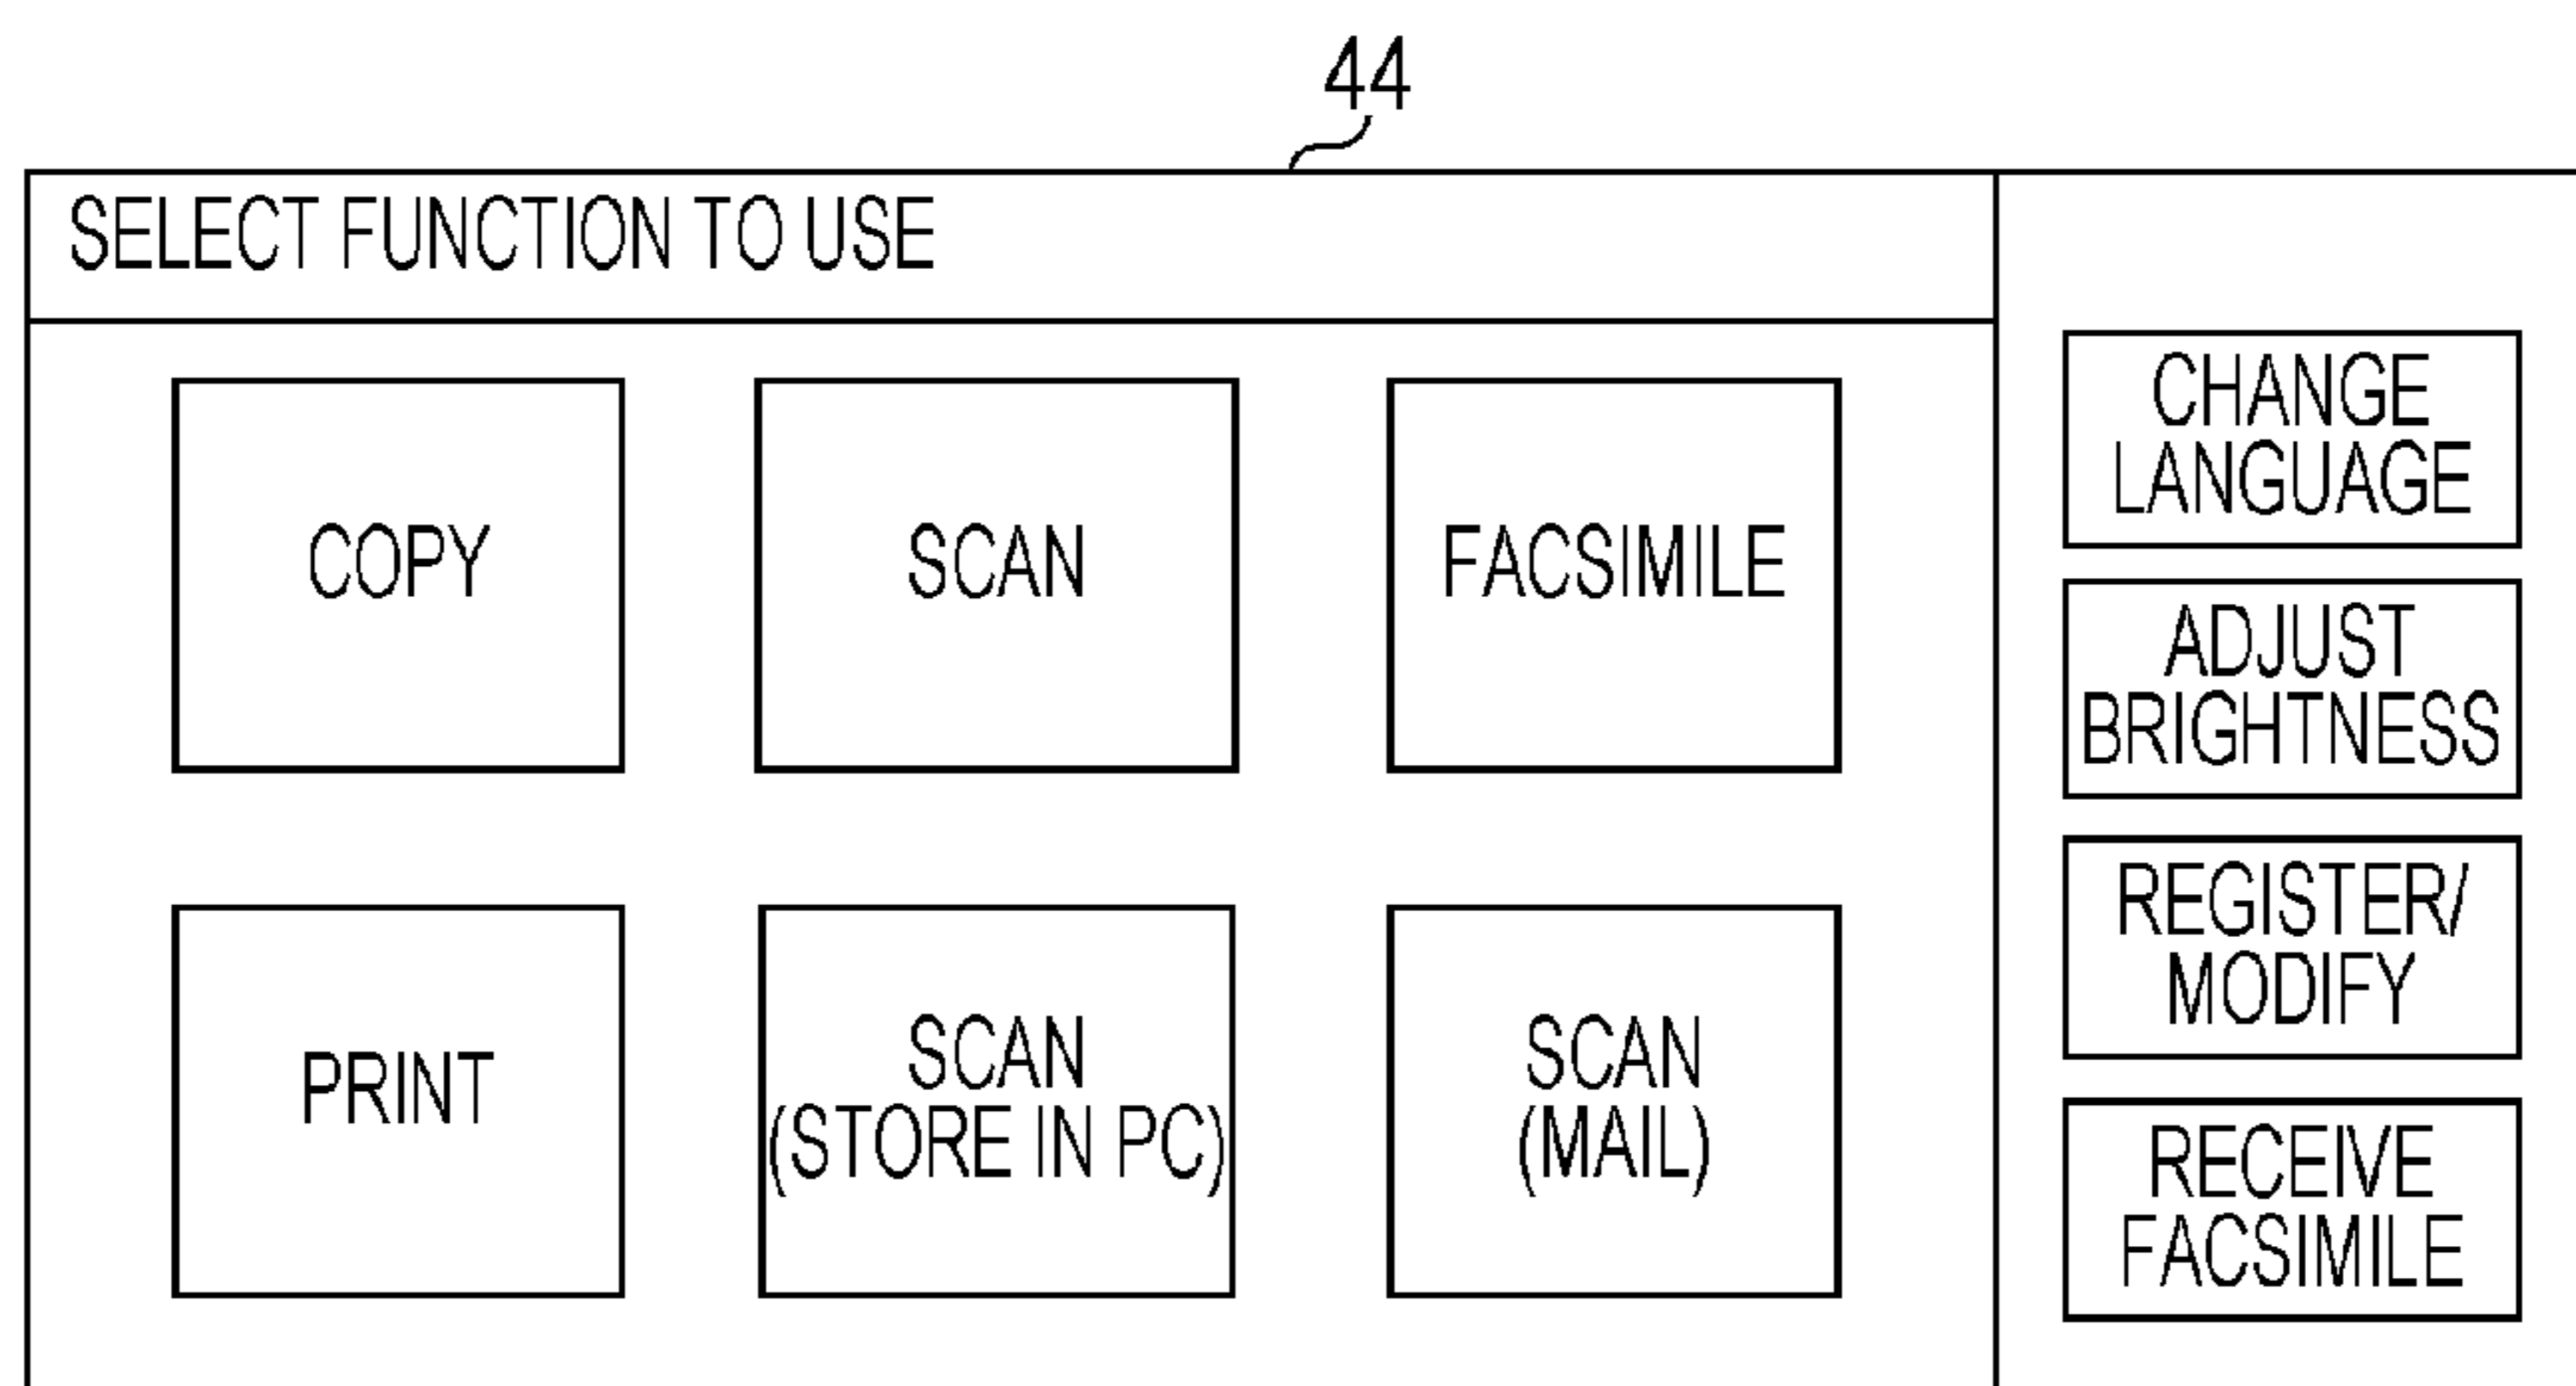 44
SELECT FUNCTION TO USE
COPY
SCAN
FACSIMILE
PRINT
SCAN
(STORE IN PC)
SCAN
(MAIL)
CHANGE
LANGUAGE
ADJUST
BRIGHTNESS
REGISTER/
MODIFY
RECEIVE
FACSIMILE